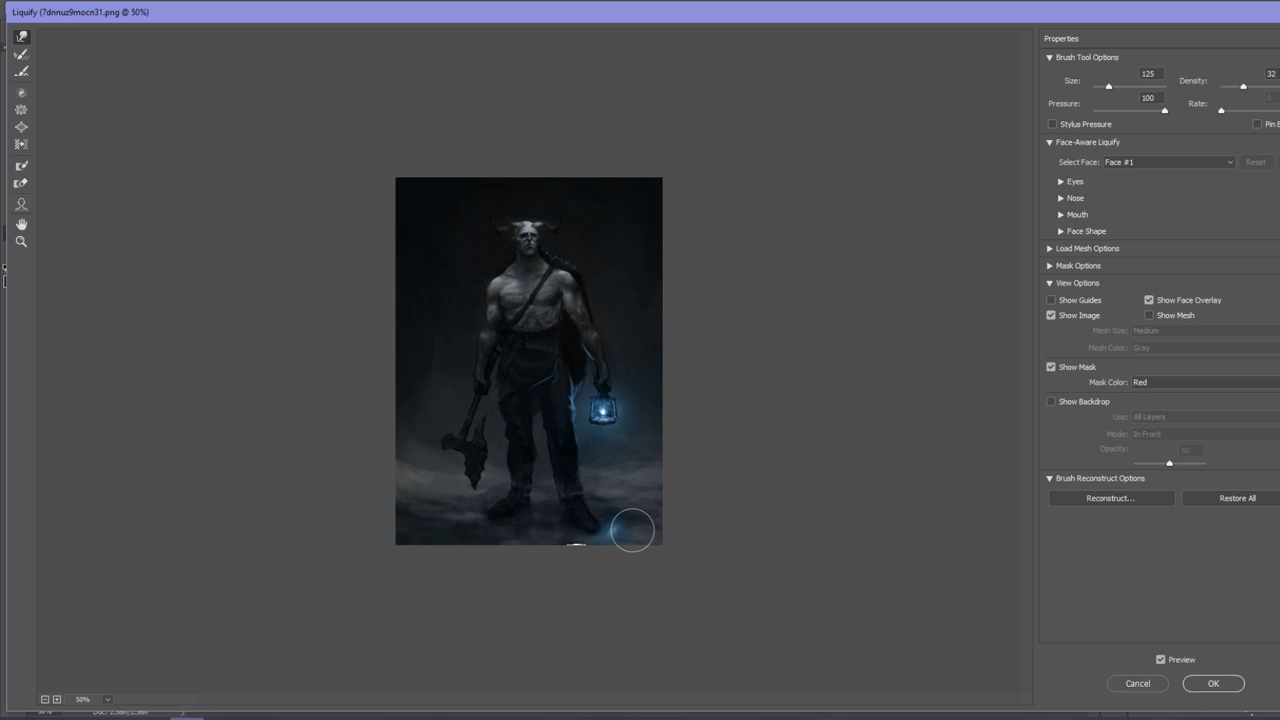 Liquify (7dnnuz9mocn31.png @ 50%)
Properties
Brush Tool Options
Size: 125 Density: 32
Pressure: 100 Rate: 0
Stylus Pressure Pin E
Face-Aware Liquify
Select Face: Face #1 Reset
Eyes
Nose
Mouth
Face Shape
Load Mesh Options
Mask Options
View Options
Show Guides Show Face Overlay
Show Image Show Mesh
Mesh Size: Medium
Mesh Color: Gray
Show Mask
Mask Color: Red
Show Backdrop
Use: All Layers
Mode: In Front
Opacity: 50
Brush Reconstruct Options
Reconstruct... Restore All
Preview
Cancel OK
50%